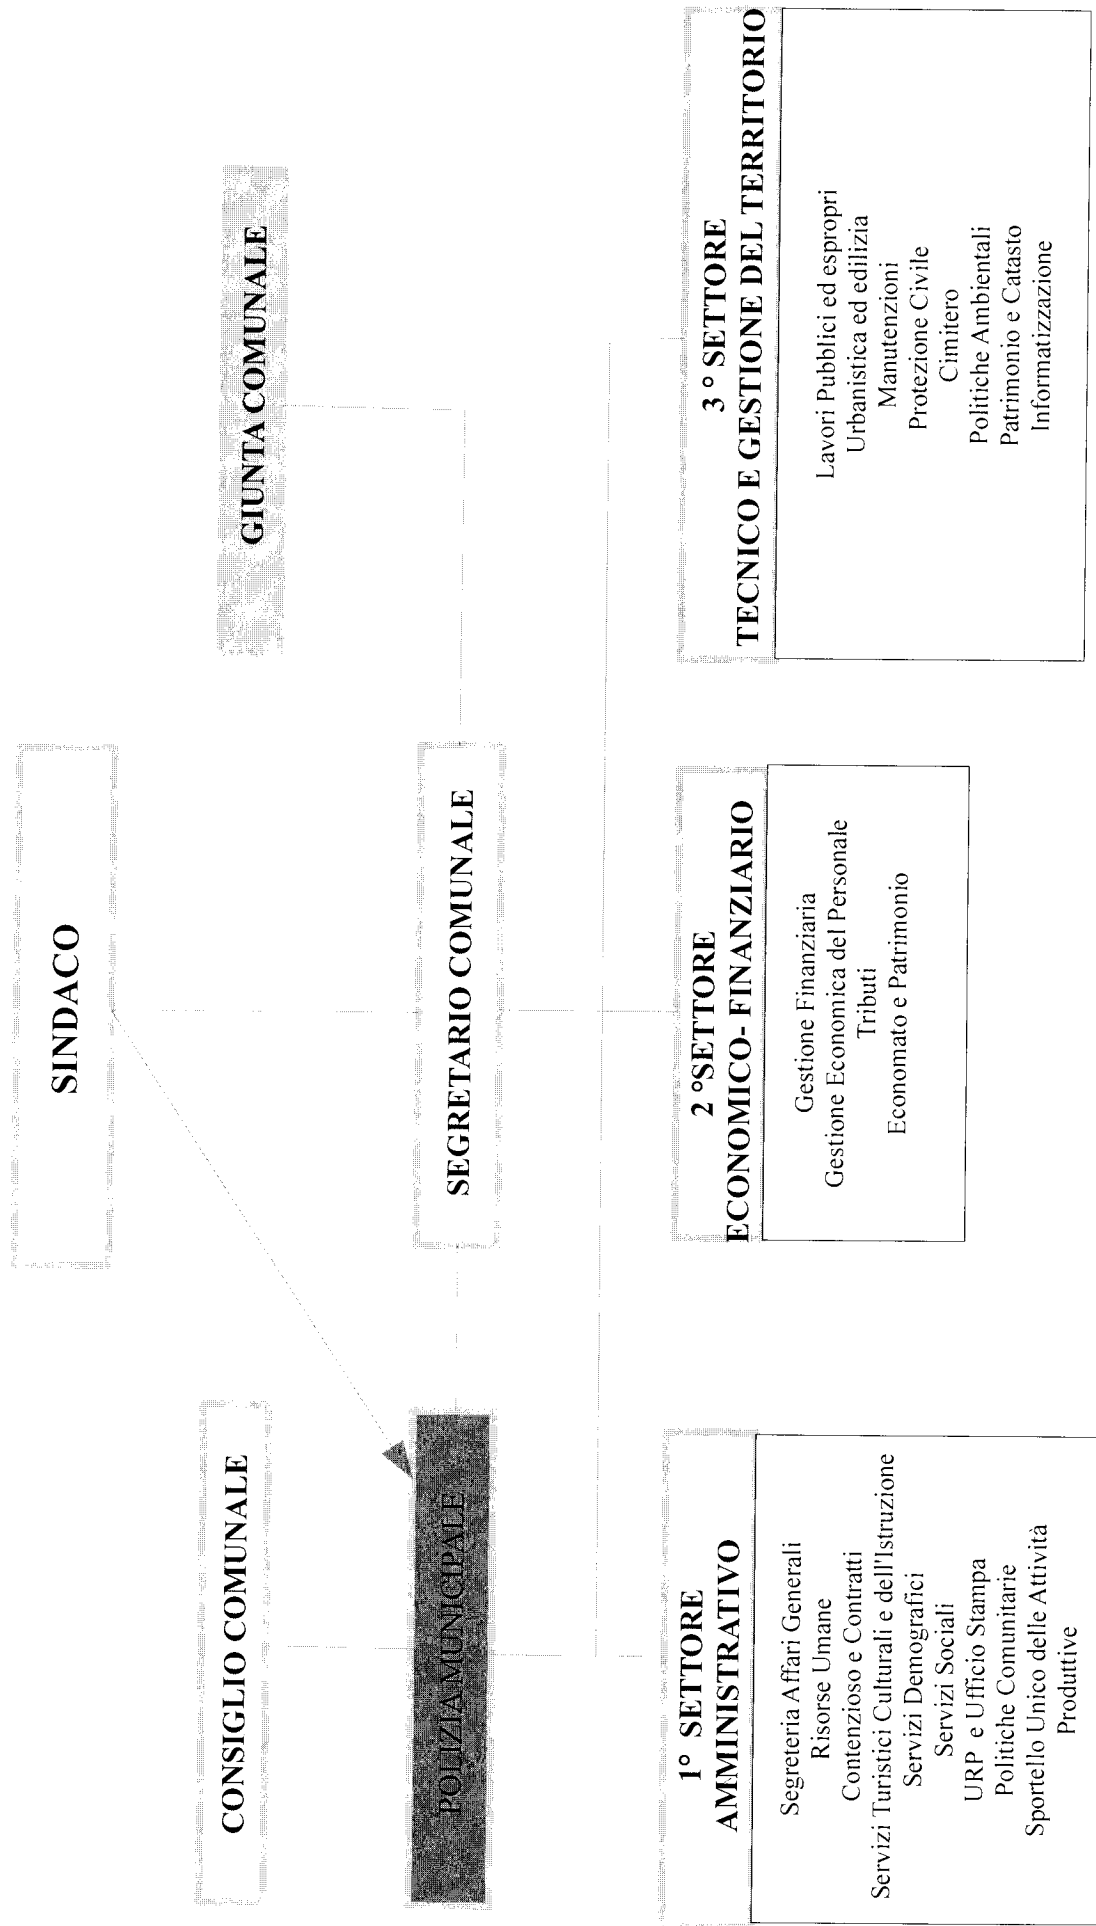 SINDACO
CONSIGLIO COMUNALE
GIUNTA COMUNALE
POLIZIA MUNICIPALE
SEGRETARIO COMUNALE
1° SETTORE
AMMINISTRATIVO
Segreteria Affari Generali
Risorse Umane
Contenzioso e Contratti
Servizi Turistici Culturali e dell'Istruzione
Servizi Demografici
Servizi Sociali
URP e Ufficio Stampa
Politiche Comunitarie
Sportello Unico delle Attività
Produttive
2 °SETTORE
ECONOMICO- FINANZIARIO
Gestione Finanziaria
Gestione Economica del Personale
Tributi
Economato e Patrimonio
3 ° SETTORE
TECNICO E GESTIONE DEL TERRITORIO
Lavori Pubblici ed espropri
Urbanistica ed edilizia
Manutenzioni
Protezione Civile
Cimitero
Politiche Ambientali
Patrimonio e Catasto
Informatizzazione